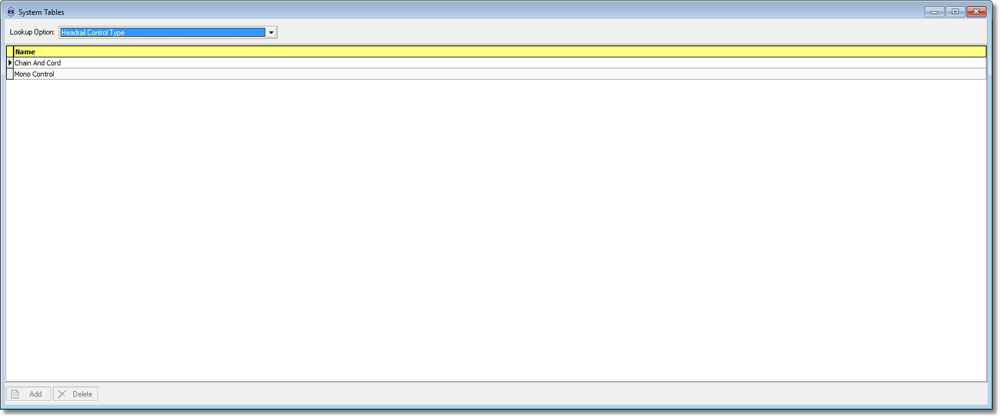 System Tables
Lookup Option: Headrail Control Type
Name
Chain And Cord
Mono Control
Add Delete